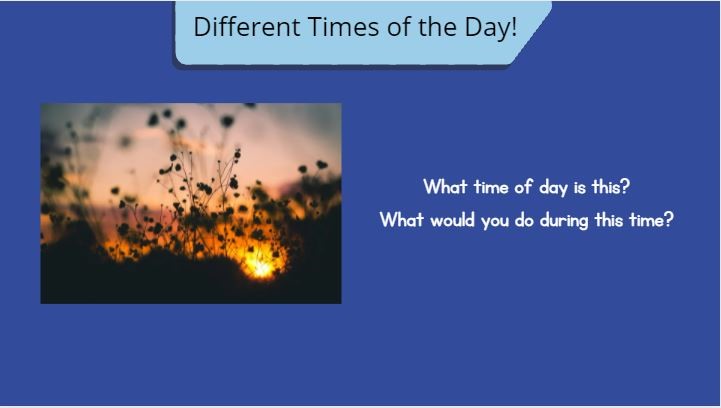 Different Times of the Day!
What time of day is this?
What would you do during this time?